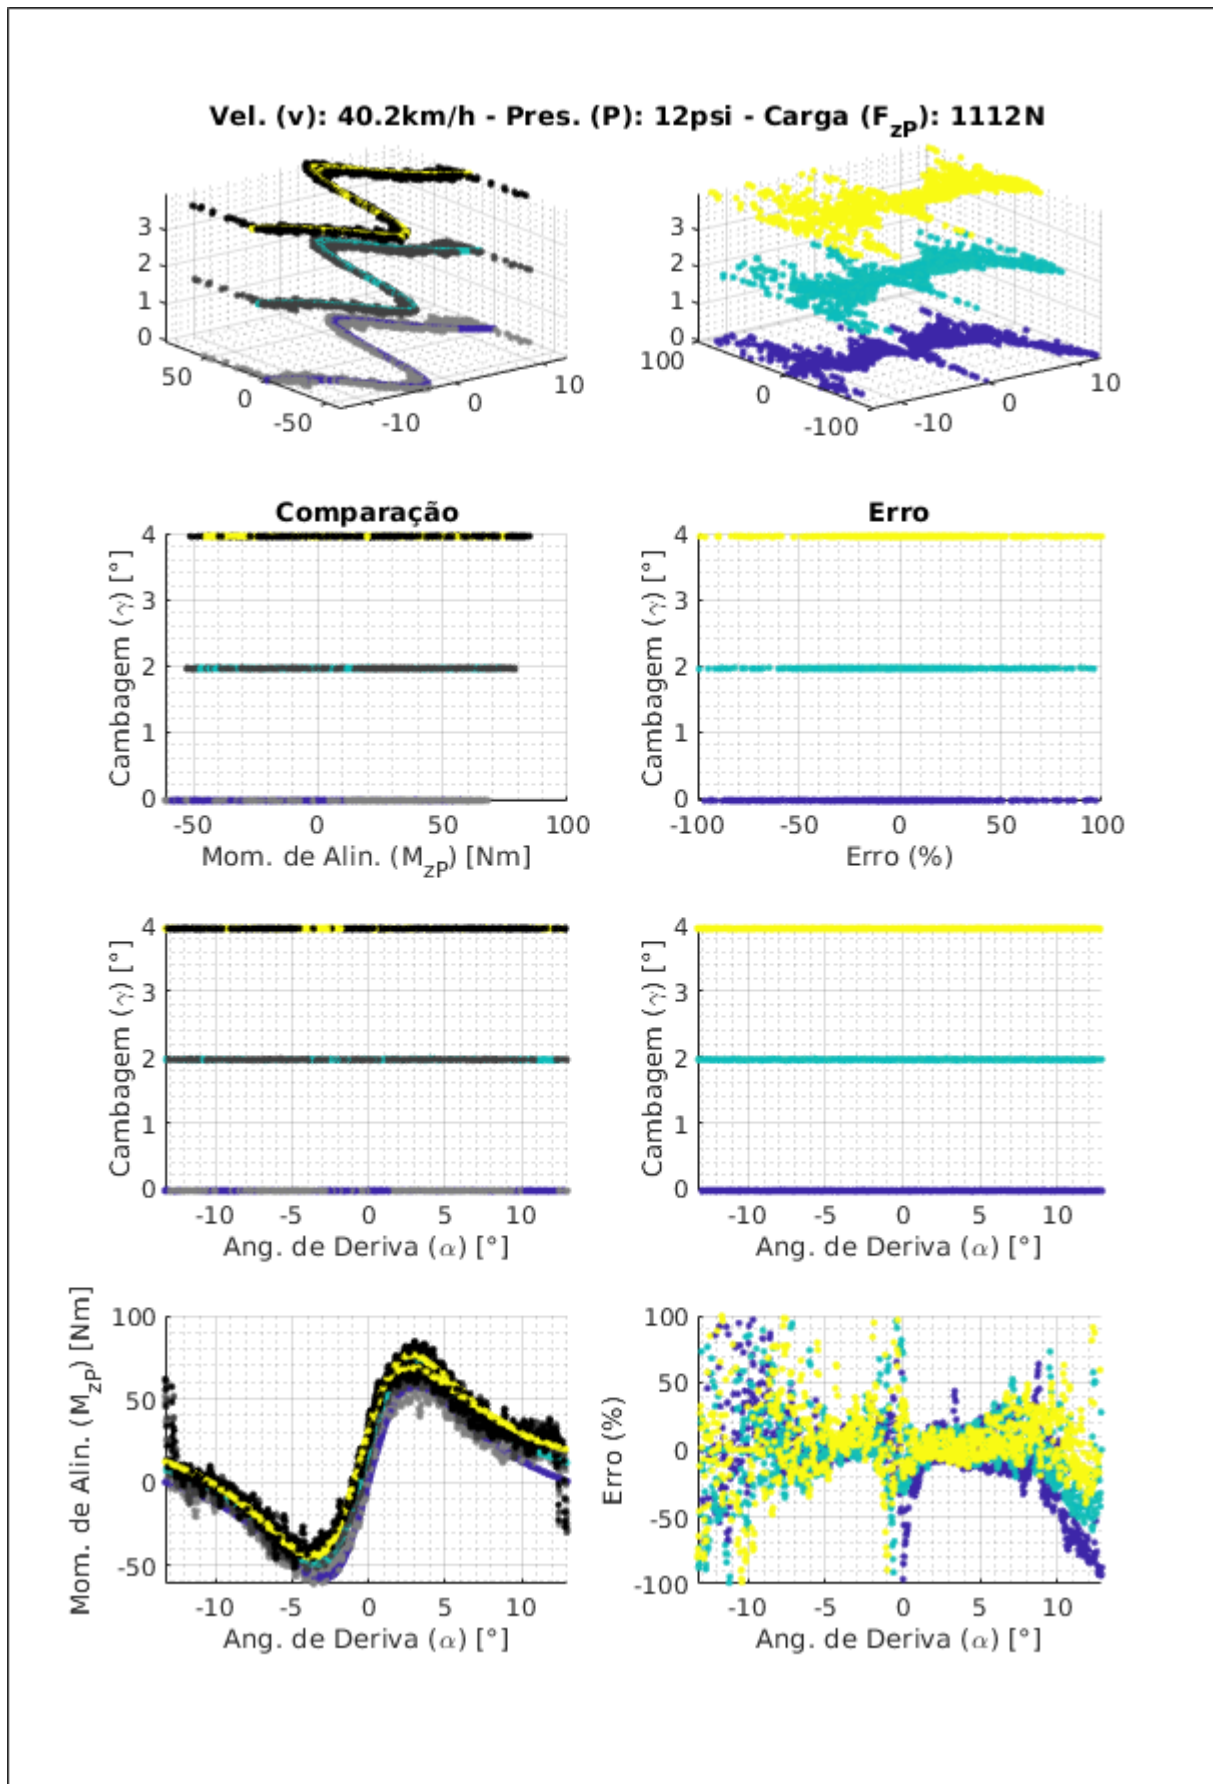 Vel. (v): 40.2km/h - Pres. (P): 12psi - Carga (F_zP): 1112N
3
2
1
0
50
0
-50
-10
0
10
3
2
1
0
100
0
-100
-10
0
10
Comparação
4
3
2
1
0
Cambagem (γ) [°]
-50 0 50 100
Mom. de Alin. (M_zP) [Nm]
Erro
4
3
2
1
0
Cambagem (γ) [°]
-100 -50 0 50 100
Erro (%)
4
3
2
1
0
Cambagem (γ) [°]
-10 -5 0 5 10
Ang. de Deriva (α) [°]
4
3
2
1
0
Cambagem (γ) [°]
-10 -5 0 5 10
Ang. de Deriva (α) [°]
100
50
0
-50
Mom. de Alin. (M_zP) [Nm]
-10 -5 0 5 10
Ang. de Deriva (α) [°]
100
50
0
-50
-100
Erro (%)
-10 -5 0 5 10
Ang. de Deriva (α) [°]